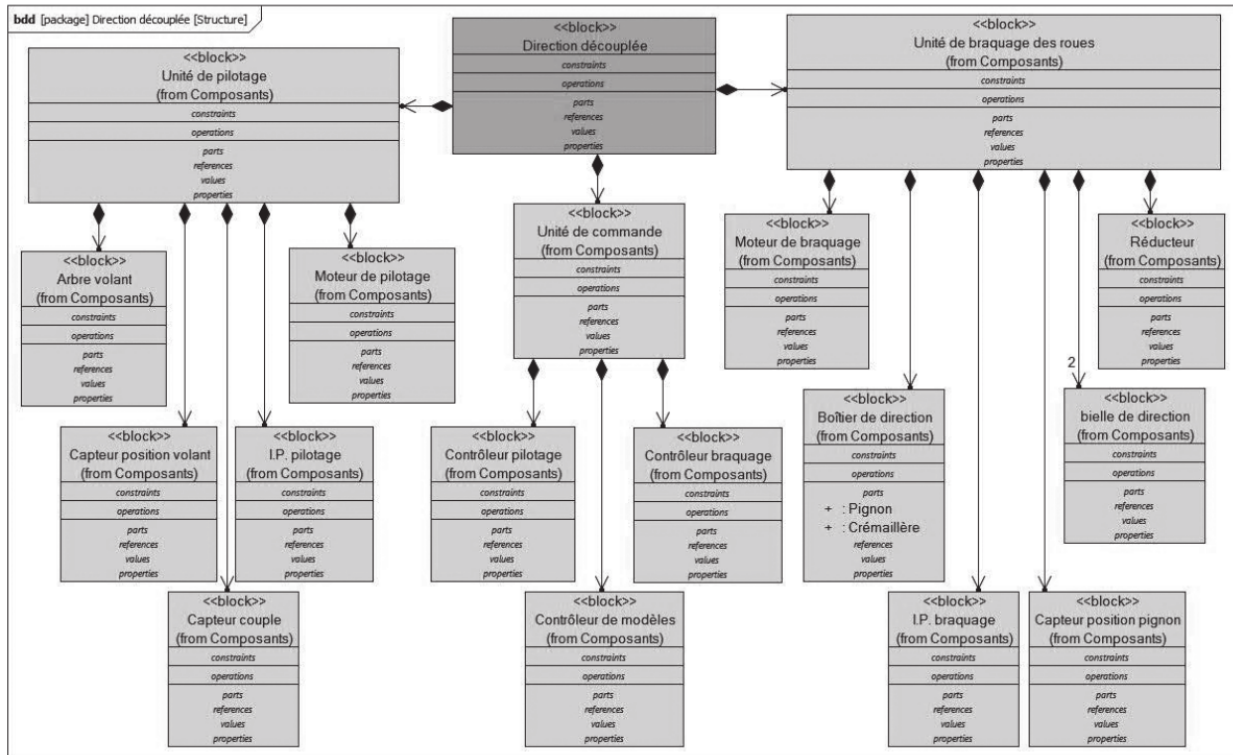 bdd [package] Direction découplée [Structure]
<<block>>
Unité de pilotage
(from Composants)
constraints
operations
parts
references
values
properties
<<block>>
Direction découplée
constraints
operations
parts
references
values
properties
<<block>>
Unité de braquage des roues
(from Composants)
constraints
operations
parts
references
values
properties
<<block>>
Arbre volant
(from Composants)
constraints
operations
parts
references
values
properties
<<block>>
Moteur de pilotage
(from Composants)
constraints
operations
parts
references
values
properties
<<block>>
Unité de commande
(from Composants)
constraints
operations
parts
references
values
properties
<<block>>
Moteur de braquage
(from Composants)
constraints
operations
parts
references
values
properties
<<block>>
Réducteur
(from Composants)
constraints
operations
parts
references
values
properties
2
<<block>>
Capteur position volant
(from Composants)
constraints
operations
parts
references
values
properties
<<block>>
I.P. pilotage
(from Composants)
constraints
operations
parts
references
values
properties
<<block>>
Contrôleur pilotage
(from Composants)
constraints
operations
parts
references
values
properties
<<block>>
Contrôleur braquage
(from Composants)
constraints
operations
parts
references
values
properties
<<block>>
Boîtier de direction
(from Composants)
constraints
operations
parts
+ : Pignon
+ : Crémaillère
references
values
properties
<<block>>
bielle de direction
(from Composants)
constraints
operations
parts
references
values
properties
<<block>>
Capteur couple
(from Composants)
constraints
operations
parts
references
values
properties
<<block>>
Contrôleur de modèles
(from Composants)
constraints
operations
parts
references
values
properties
<<block>>
I.P. braquage
(from Composants)
constraints
operations
parts
references
values
properties
<<block>>
Capteur position pignon
(from Composants)
constraints
operations
parts
references
values
properties